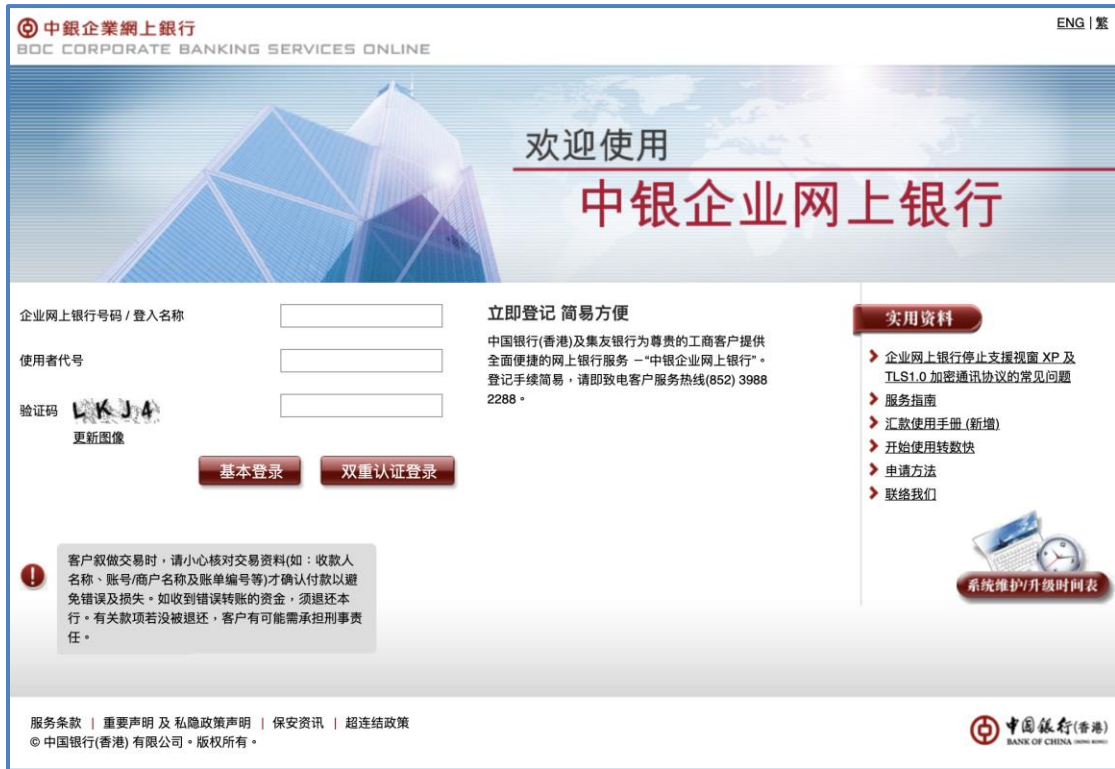 中銀企業網上銀行
BOC CORPORATE BANKING SERVICES ONLINE
ENG | 繁
欢迎使用
中银企业网上银行
企业网上银行号码 / 登入名称
使用者代号
验证码 LKJ4
更新图像
基本登录
双重认证登录
立即登记 简易方便
中国银行(香港)及集友银行为尊贵的工商客户提供
全面便捷的网上银行服务 －“中银企业网上银行”。
登记手续简易，请即致电客户服务热线(852) 3988
2288。
实用资料
企业网上银行停止支援视窗 XP 及
TLS1.0 加密通讯协议的常见问题
服务指南
汇款使用手册 (新增)
开始使用转数快
申请方法
联络我们
系统维护/升级时间表
客户叙做交易时，请小心核对交易资料(如：收款人
名称、账号/商户名称及账单编号等)才确认付款以避
免错误及损失。如收到错误转账的资金，须退还本
行。有关款项若没被退还，客户有可能需承担刑事责
任。
服务条款 | 重要声明 及 私隐政策声明 | 保安资讯 | 超连结政策
© 中国银行(香港) 有限公司。版权所有。
中国银行(香港)
BANK OF CHINA (HONG KONG)